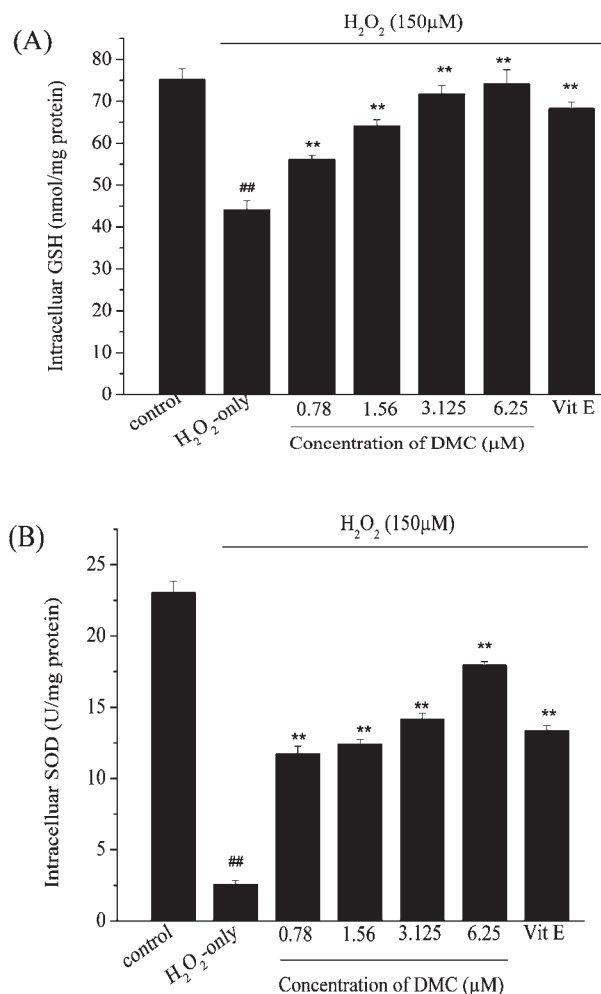 (A)
H₂O₂ (150μM)
Intracelluar GSH (nmol/mg protein)
80
70
60
50
40
30
20
10
0
##
**
**
**
**
**
control
H₂O₂-only
0.78 1.56 3.125 6.25 Vit E
Concentration of DMC (μM)
(B)
H₂O₂ (150μM)
Intracelluar SOD (U/mg protein)
25
20
15
10
5
0
##
**
**
**
**
**
control
H₂O₂-only
0.78 1.56 3.125 6.25 Vit E
Concentration of DMC (μM)